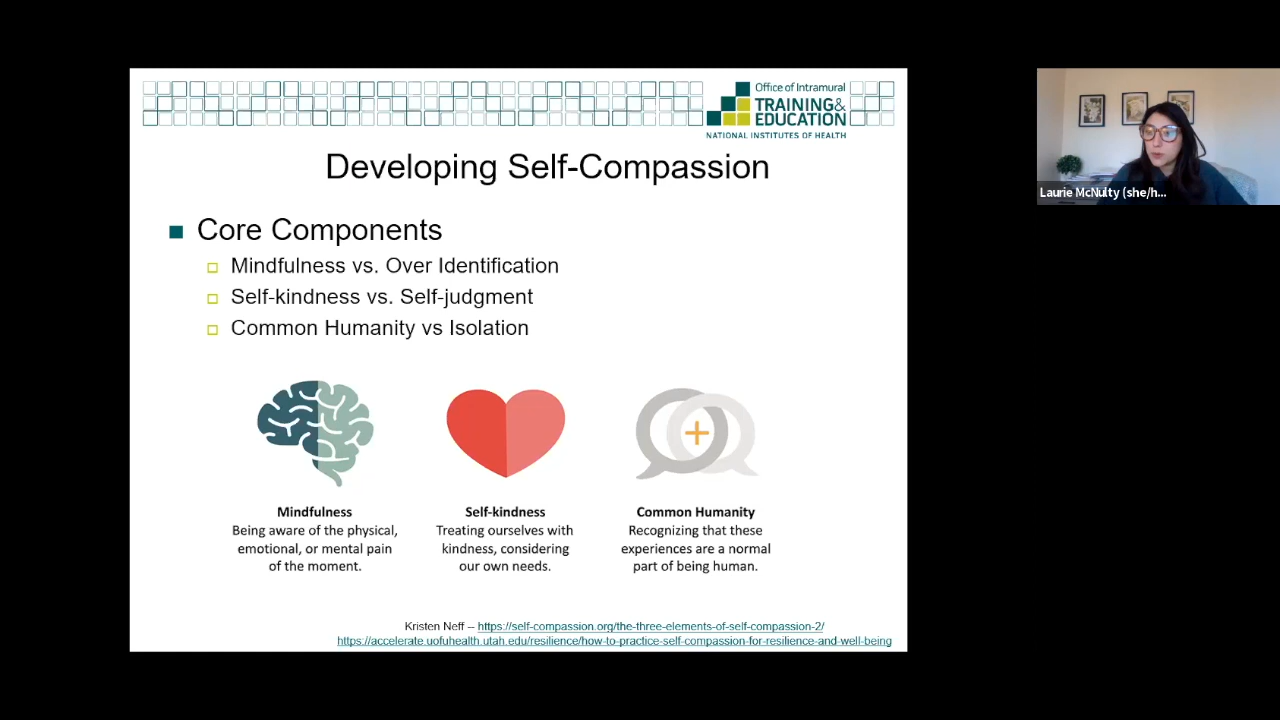 Office of Intramural
TRAINING&
EDUCATION
NATIONAL INSTITUTES OF HEALTH
Developing Self-Compassion
Core Components
Mindfulness vs. Over Identification
Self-kindness vs. Self-judgment
Common Humanity vs Isolation
Mindfulness
Being aware of the physical,
emotional, or mental pain
of the moment.
Self-kindness
Treating ourselves with
kindness, considering
our own needs.
Common Humanity
Recognizing that these
experiences are a normal
part of being human.
Kristen Neff – https://self-compassion.org/the-three-elements-of-self-compassion-2/
https://accelerate.uofuhealth.utah.edu/resilience/how-to-practice-self-compassion-for-resilience-and-well-being
Laurie McNulty (she/h...